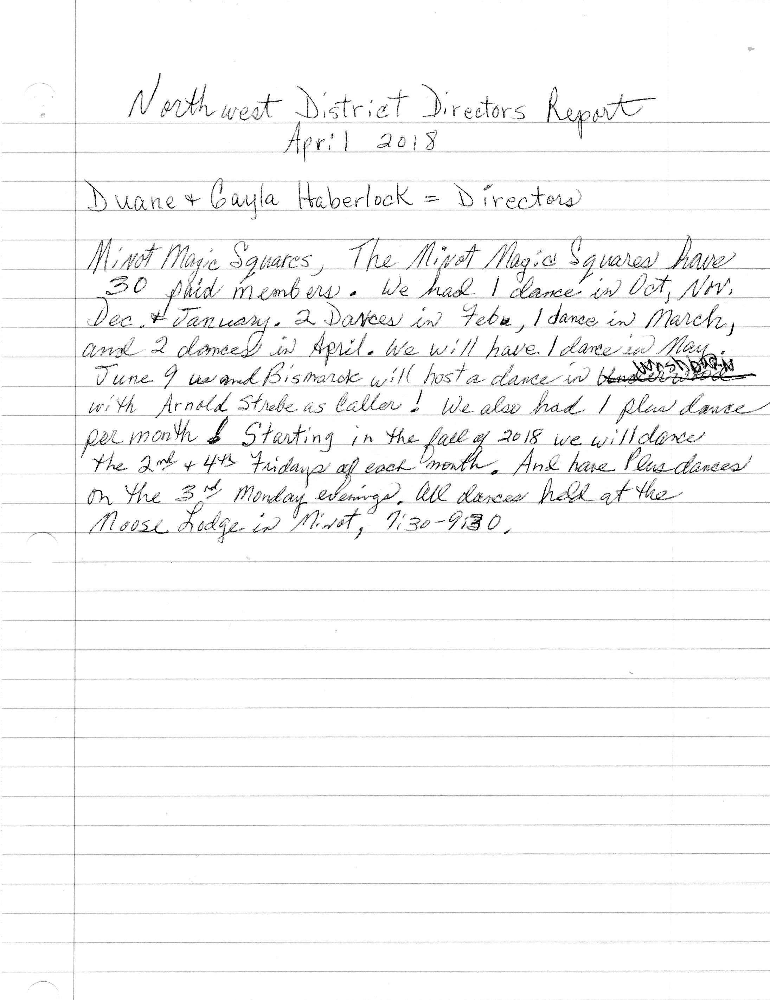 Northwest District Directors Report
April 2018
Duane + Gayla Haberlock = Directors
Minot Magic Squares, The Minot Magic Squares have
30 paid members. We had 1 dance in Oct, Nov.
Dec. + January. 2 Dances in Feb, 1 dance in March,
and 2 dances in April. We will have 1 dance in May.
Washburn
June 9 us and Bismarck will host a dance in Underwood
with Arnold Strebe as Caller! We also had 1 plus dance
per month Starting in the fall of 2018 we will dance
the 2nd + 4th Fridays of each month. And have Plus dances
on the 3rd Monday evenings. All dances held at the
Moose Lodge in Minot, 7:30-9:30.